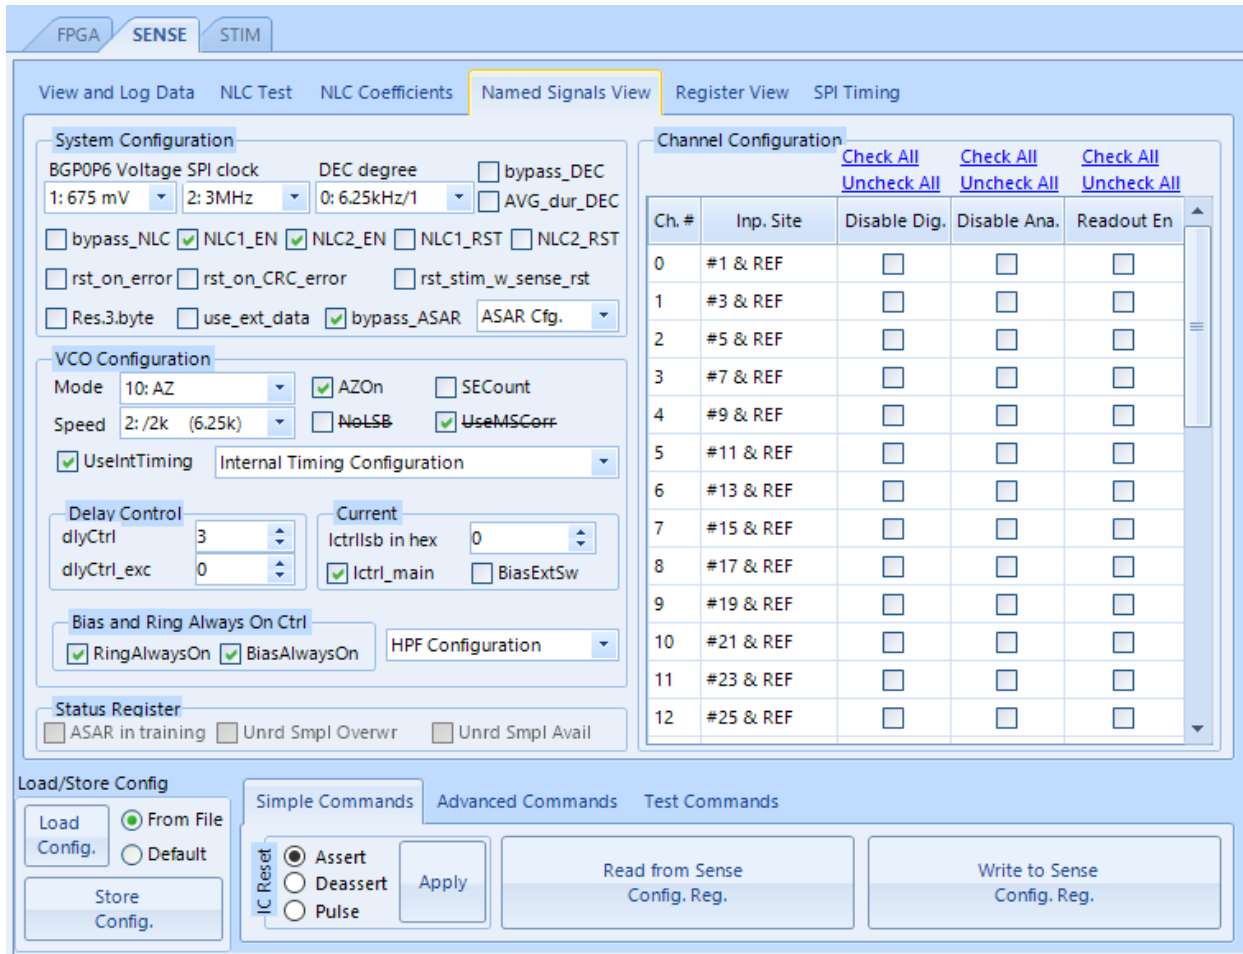 FPGA SENSE STIM
View and Log Data NLC Test NLC Coefficients Named Signals View Register View SPI Timing
System Configuration
BGP0P6 Voltage SPI clock DEC degree bypass_DEC
1: 675 mV 2: 3MHz 0: 6.25kHz/1 AVG_dur_DEC
bypass_NLC NLC1_EN NLC2_EN NLC1_RST NLC2_RST
rst_on_error rst_on_CRC_error rst_stim_w_sense_rst
Res.3.byte use_ext_data bypass_ASAR ASAR Cfg.
VCO Configuration
Mode 10: AZ AZOn SECount
Speed 2: /2k (6.25k) NoLSB UseMSCorr
UseIntTiming Internal Timing Configuration
Delay Control
dlyCtrl 3
dlyCtrl_exc 0
Current
Ictrllsb in hex 0
Ictrl_main BiasExtSw
Bias and Ring Always On Ctrl
RingAlwaysOn BiasAlwaysOn
HPF Configuration
Status Register
ASAR in training Unrd Smpl Overwr Unrd Smpl Avail
Channel Configuration
Check All Check All Check All
Uncheck All Uncheck All Uncheck All
Ch. # Inp. Site Disable Dig. Disable Ana. Readout En
0 #1 & REF
1 #3 & REF
2 #5 & REF
3 #7 & REF
4 #9 & REF
5 #11 & REF
6 #13 & REF
7 #15 & REF
8 #17 & REF
9 #19 & REF
10 #21 & REF
11 #23 & REF
12 #25 & REF
Load/Store Config
Load
Config.
From File
Default
Store
Config.
Simple Commands Advanced Commands Test Commands
IC Reset
Assert
Deassert
Pulse
Apply
Read from Sense
Config. Reg.
Write to Sense
Config. Reg.